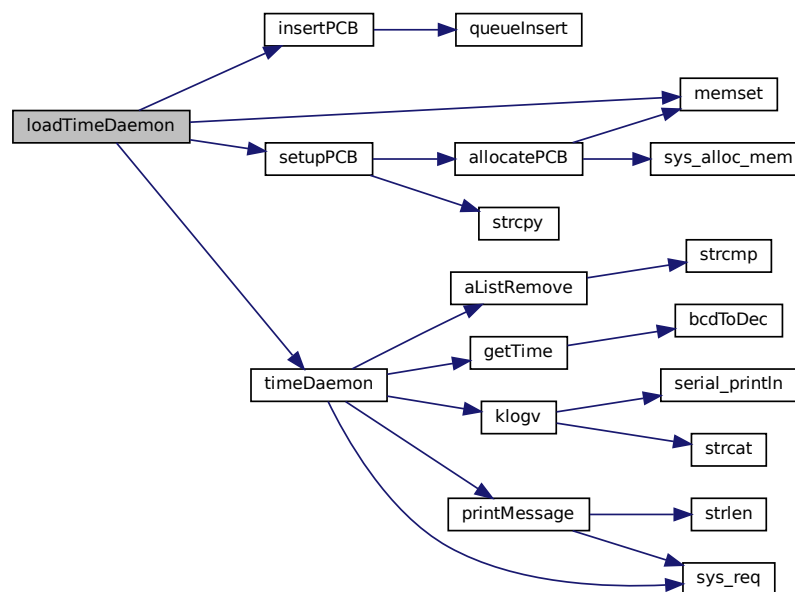 insertPCB
queueInsert
memset
loadTimeDaemon
setupPCB
allocatePCB
sys_alloc_mem
strcpy
strcmp
aListRemove
bcdToDec
getTime
timeDaemon
serial_println
klogv
strcat
printMessage
strlen
sys_req